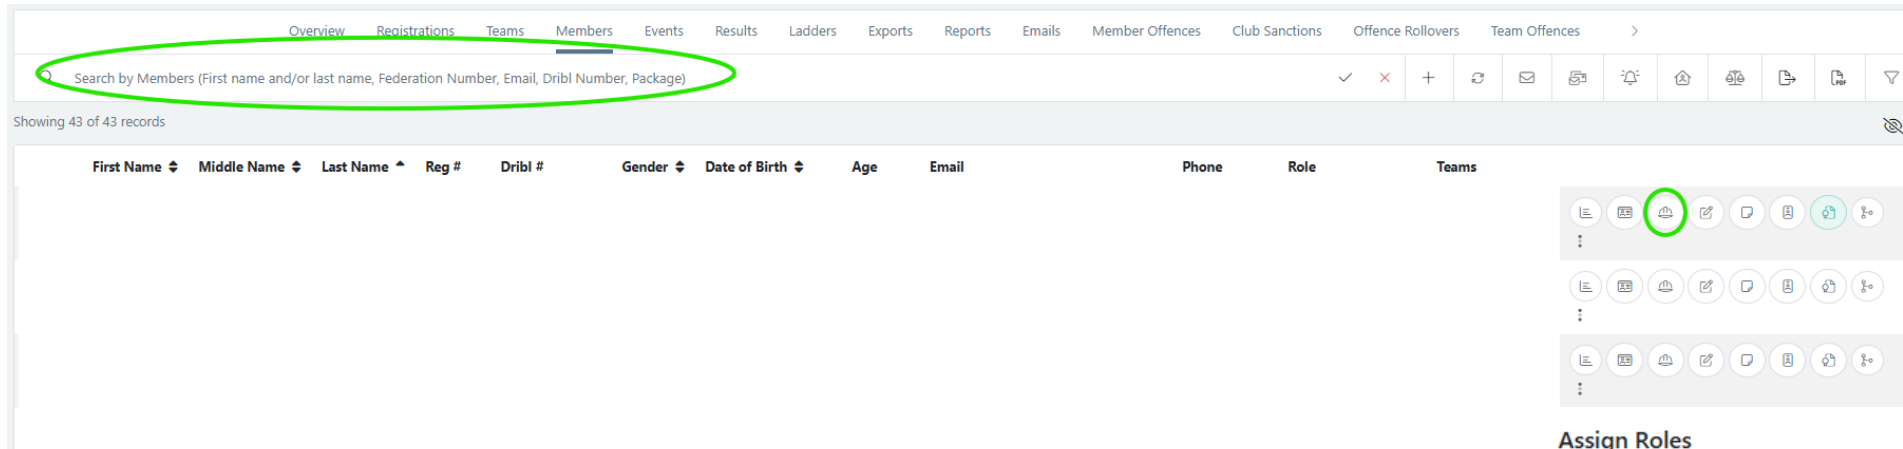 Overview Registrations Teams Members Events Results Ladders Exports Reports Emails Member Offences Club Sanctions Offence Rollovers Team Offences
Search by Members (First name and/or last name, Federation Number, Email, Dribl Number, Package)
Showing 43 of 43 records
First Name Middle Name Last Name Reg # Dribl # Gender Date of Birth Age Email Phone Role Teams
Assign Roles